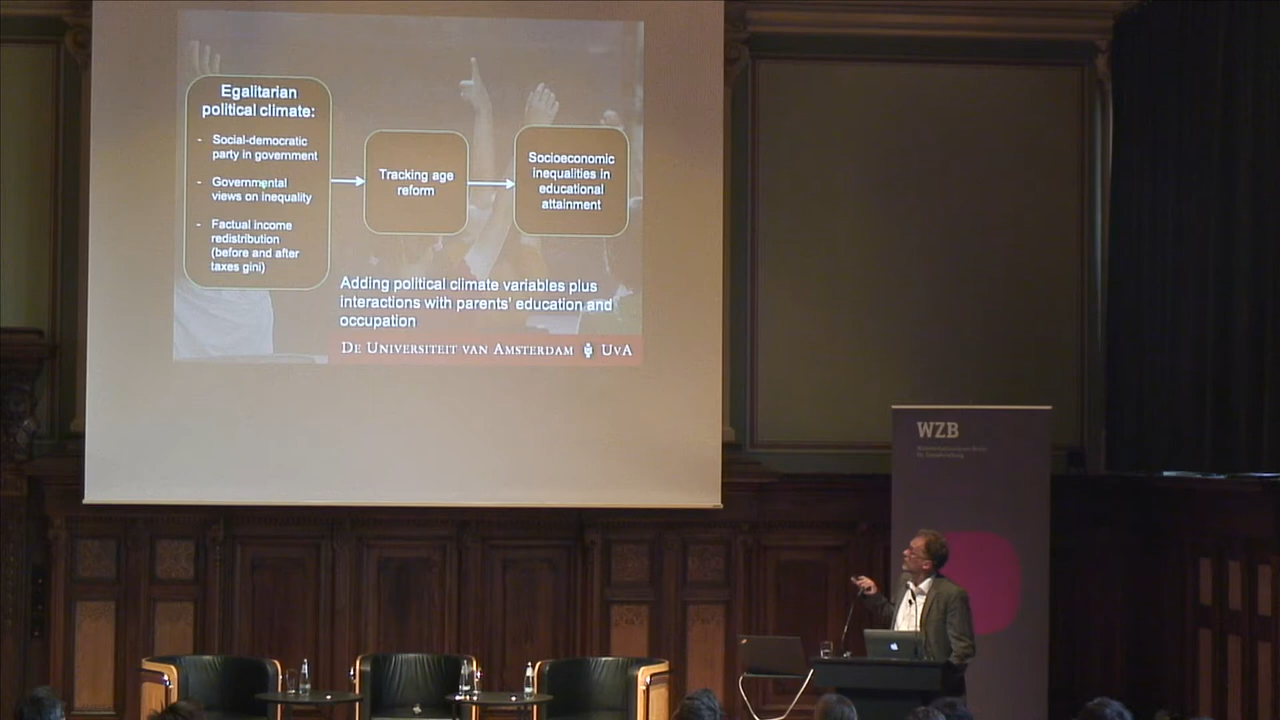 Egalitarian
political climate:
- Social-democratic
party in government
- Governmental
views on inequality
- Factual income
redistribution
(before and after
taxes gini)
Tracking age
reform
Socioeconomic
inequalities in
educational
attainment
Adding political climate variables plus
interactions with parents' education and
occupation
DE UNIVERSITEIT VAN AMSTERDAM UvA
WZB